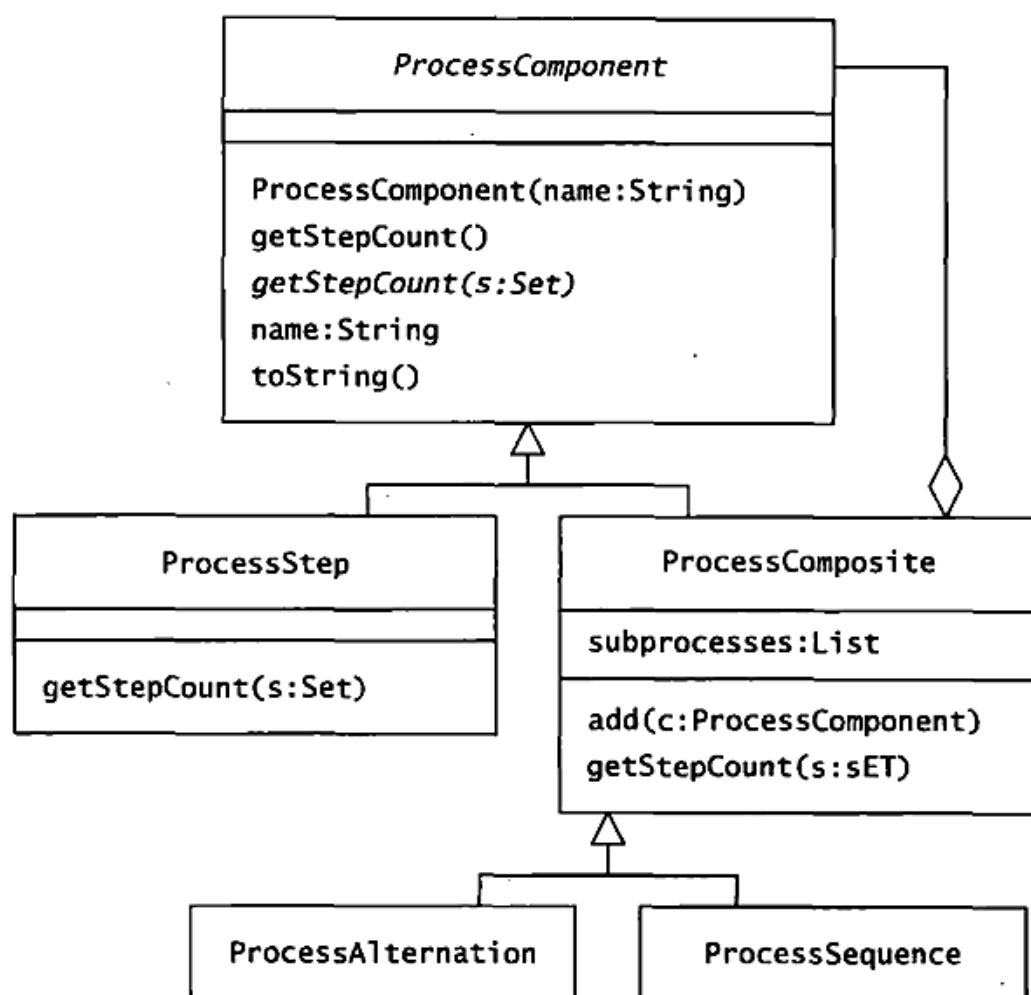 ProcessComponent
ProcessComponent(name:String)
getStepCount()
getStepCount(s:Set)
name:String
toString()
ProcessStep
getStepCount(s:Set)
ProcessComposite
subprocesses:List
add(c:ProcessComponent)
getStepCount(s:sET)
ProcessAlternation
ProcessSequence